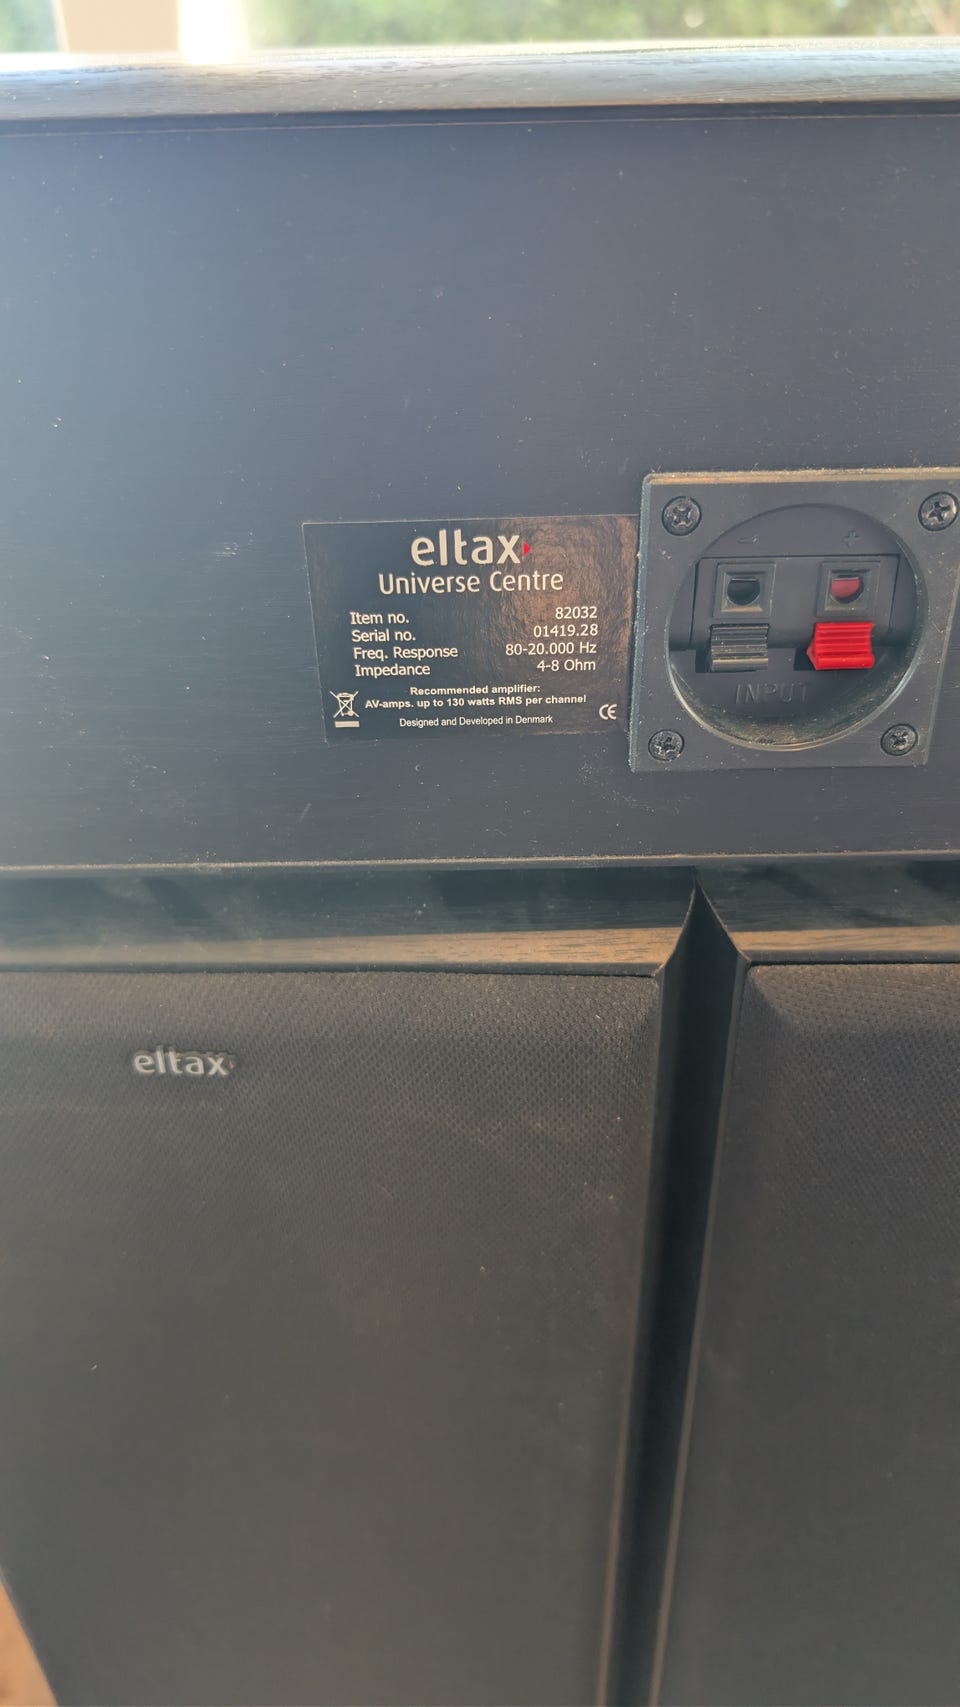 eltax
Universe Centre
Item no. 82032
Serial no. 01419.28
Freq. Response 80-20.000 Hz
Impedance 4-8 Ohm
Recommended amplifier:
AV-amps. up to 130 watts RMS per channel
Designed and Developed in Denmark
CE
- +
INPUT
eltax